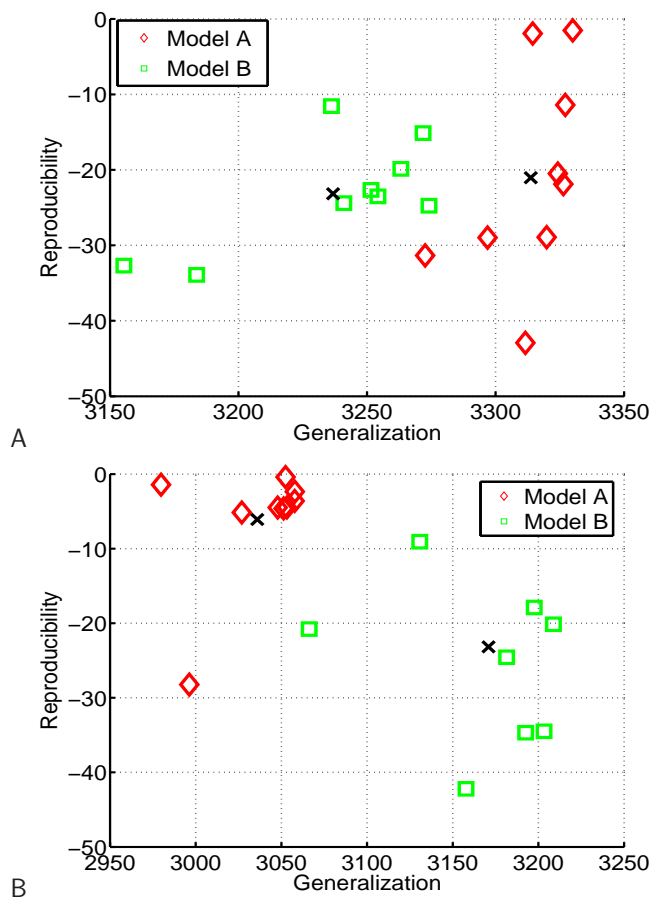 0
Model A
Model B
−10
−20
−30
−40
−50
Reproducibility
3150 3200 3250 3300 3350
Generalization
A
0
Model A
Model B
−10
−20
−30
−40
−50
Reproducibility
2950 3000 3050 3100 3150 3200 3250
Generalization
B